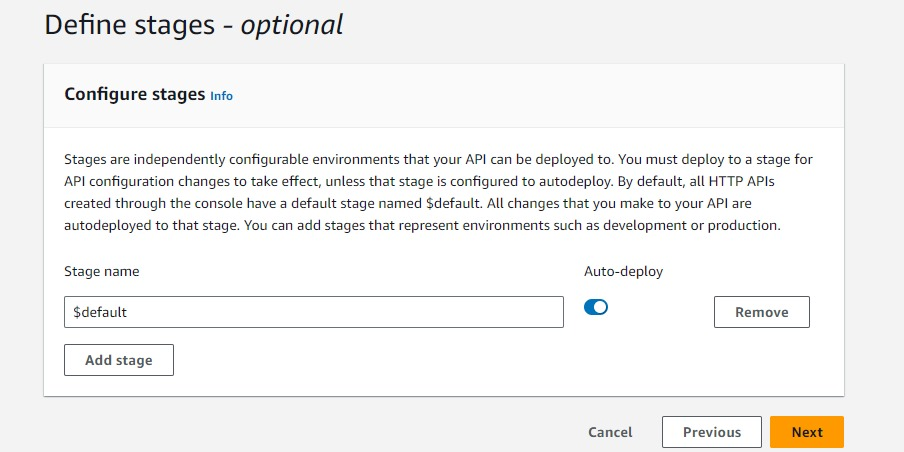 Define stages - optional
Configure stages Info
Stages are independently configurable environments that your API can be deployed to. You must deploy to a stage for
API configuration changes to take effect, unless that stage is configured to autodeploy. By default, all HTTP APIs
created through the console have a default stage named $default. All changes that you make to your API are
autodeployed to that stage. You can add stages that represent environments such as development or production.
Stage name Auto-deploy
$default Remove
Add stage
Cancel Previous Next